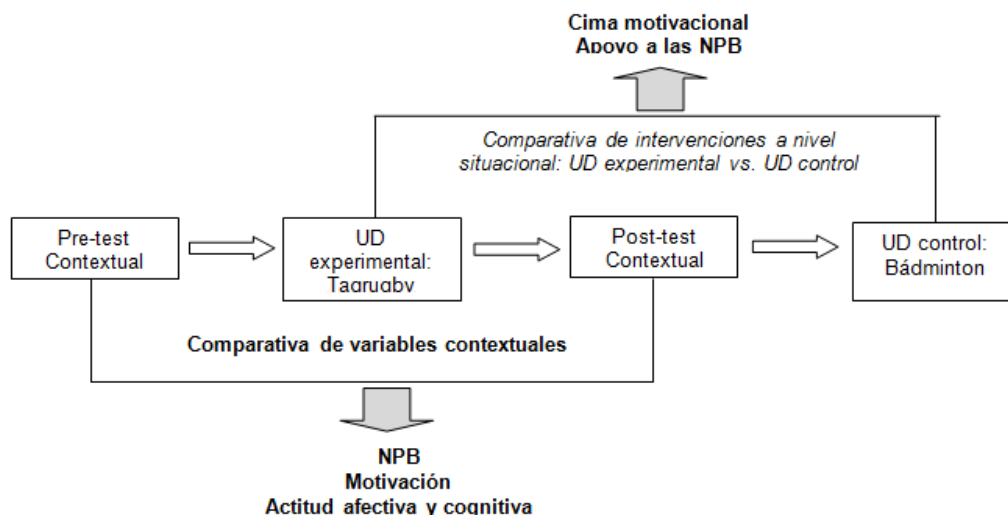 Cima motivacional
Apoyo a las NPB
Comparativa de intervenciones a nivel
situacional: UD experimental vs. UD control
Pre-test
Contextual
UD
experimental:
Tagrugby
Post-test
Contextual
UD control:
Bádminton
Comparativa de variables contextuales
NPB
Motivación
Actitud afectiva y cognitiva